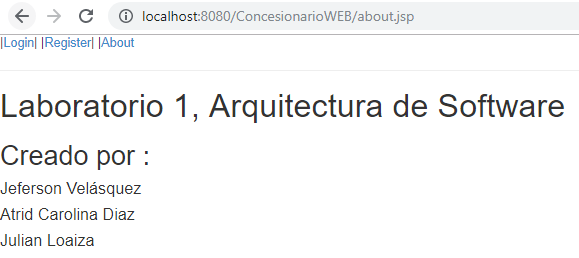 localhost:8080/ConcesionarioWEB/about.jsp
|Login| |Register| |About
Laboratorio 1, Arquitectura de Software
Creado por :
Jeferson Velásquez
Atrid Carolina Diaz
Julian Loaiza